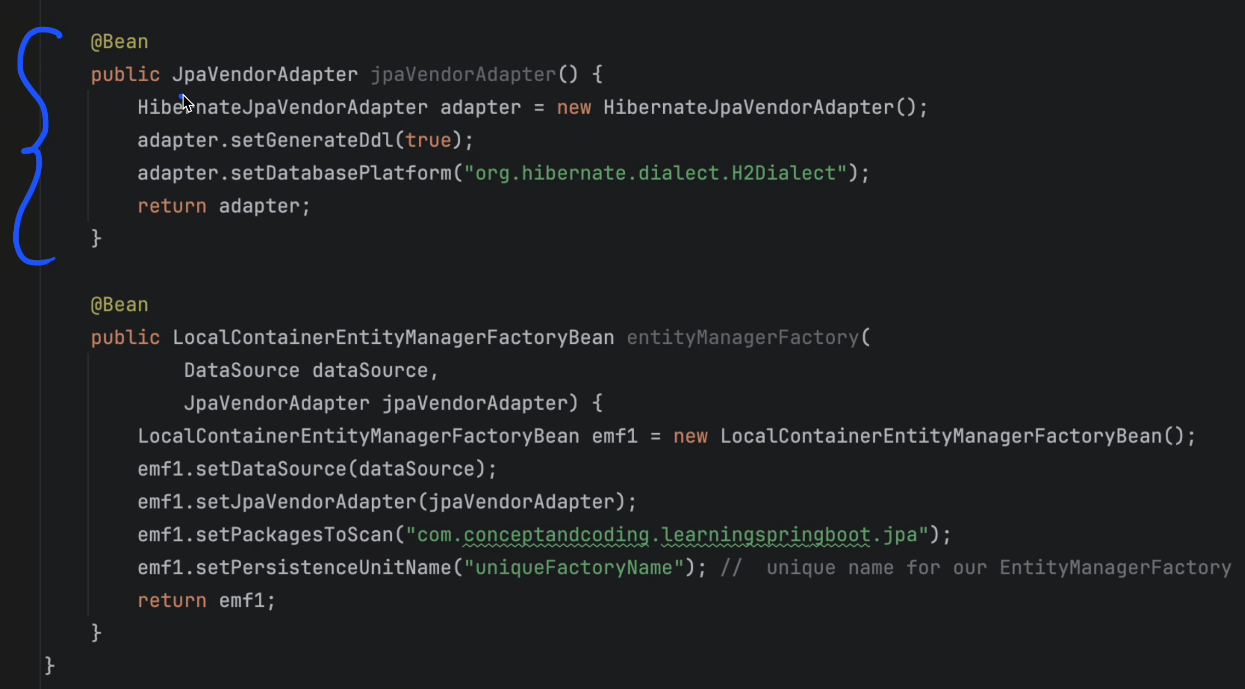 @Bean
public JpaVendorAdapter jpaVendorAdapter() {
HibernateJpaVendorAdapter adapter = new HibernateJpaVendorAdapter();
adapter.setGenerateDdl(true);
adapter.setDatabasePlatform("org.hibernate.dialect.H2Dialect");
return adapter;
}
@Bean
public LocalContainerEntityManagerFactoryBean entityManagerFactory(
DataSource dataSource,
JpaVendorAdapter jpaVendorAdapter) {
LocalContainerEntityManagerFactoryBean emf1 = new LocalContainerEntityManagerFactoryBean();
emf1.setDataSource(dataSource);
emf1.setJpaVendorAdapter(jpaVendorAdapter);
emf1.setPackagesToScan("com.conceptandcoding.learningspringboot.jpa");
emf1.setPersistenceUnitName("uniqueFactoryName"); //  unique name for our EntityManagerFactory
return emf1;
}
}